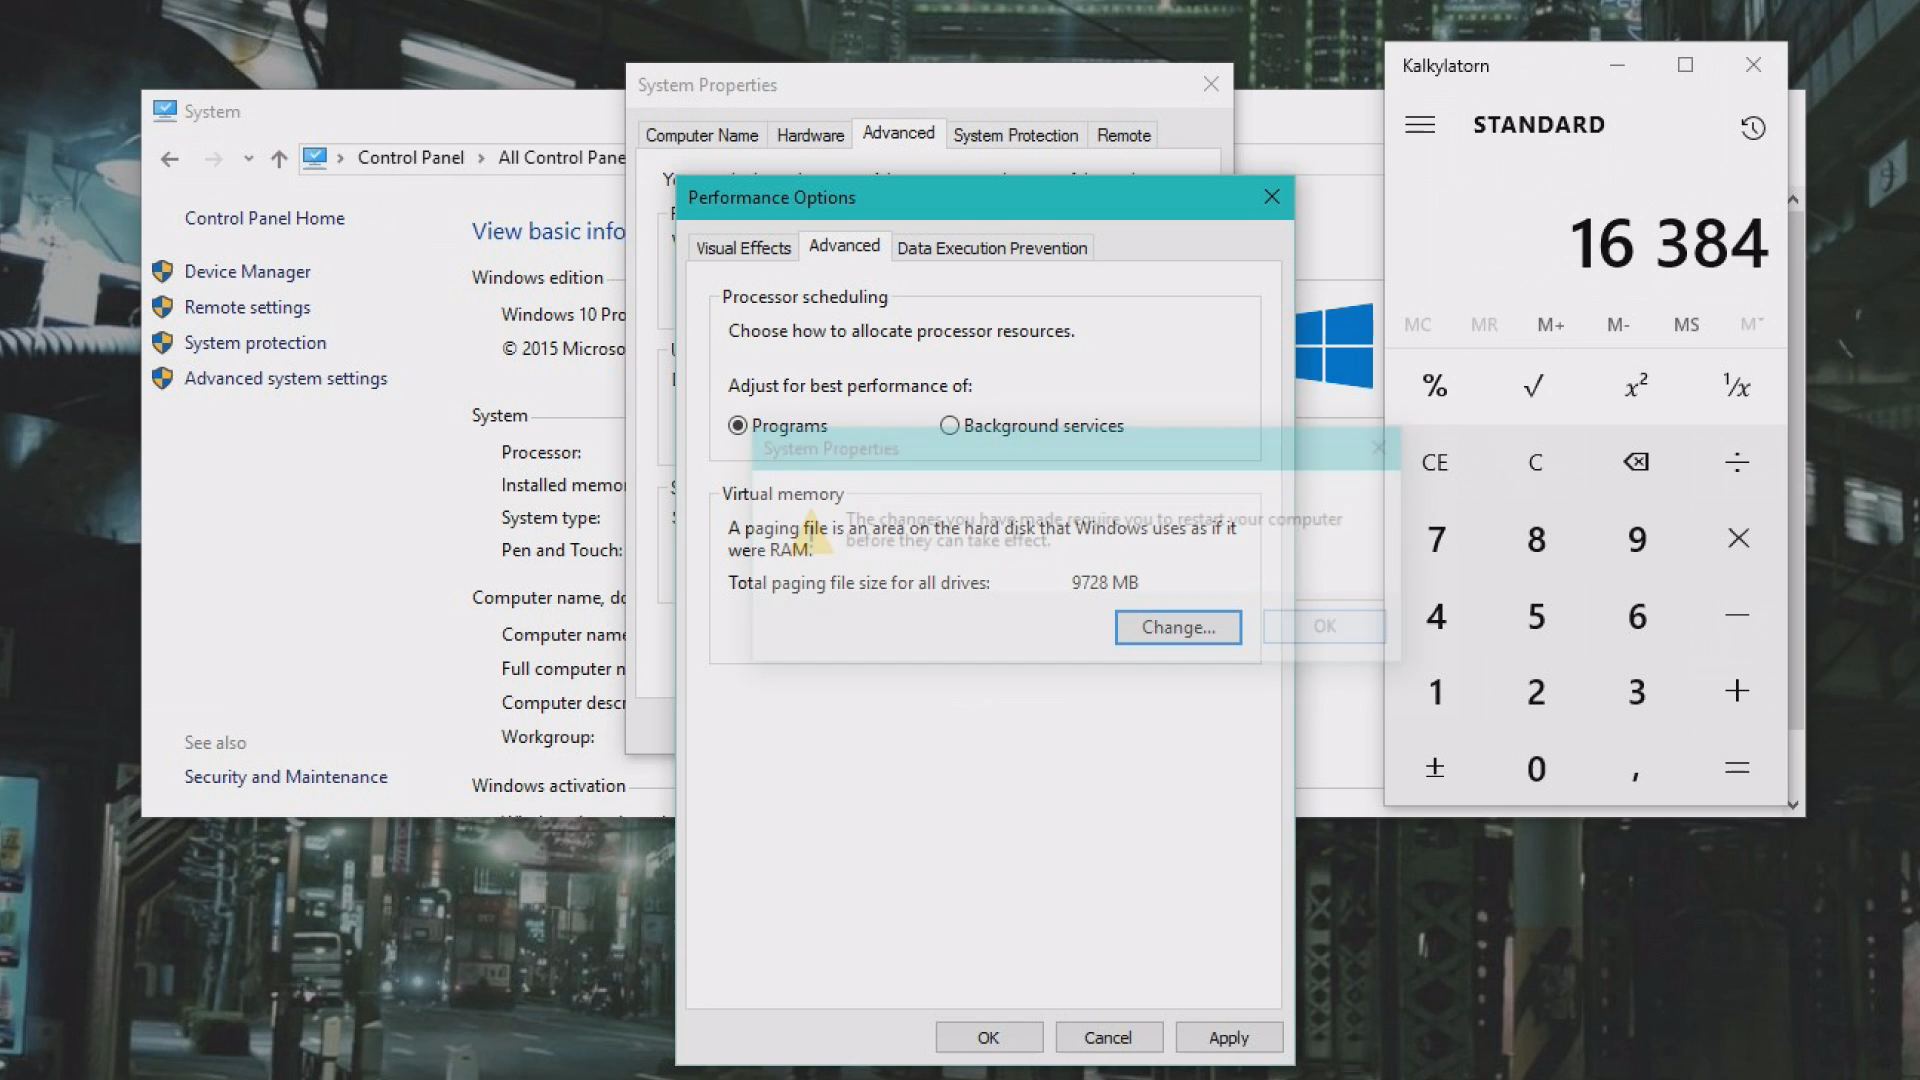 System
Control Panel
All Control Pane
Control Panel Home
Device Manager
Remote settings
System protection
Advanced system settings
See also
Security and Maintenance
View basic info
Windows edition
Windows 10 Pro
© 2015 Microso
System
Processor:
Installed memor
System type:
Pen and Touch:
Computer name, do
Computer name
Full computer n
Computer descr
Workgroup:
Windows activation
System Properties
Computer Name
Hardware
Advanced
System Protection
Remote
Performance Options
Visual Effects
Advanced
Data Execution Prevention
Processor scheduling
Choose how to allocate processor resources.
Adjust for best performance of:
Programs
Background services
System Properties
The changes you have made require you to restart your computer
before they can take effect.
OK
Virtual memory
A paging file is an area on the hard disk that Windows uses as if it
were RAM.
Total paging file size for all drives: 9728 MB
Change...
OK
Cancel
Apply
Kalkylatorn
STANDARD
16 384
MC MR M+ M- MS M˅
% √ x² ¹/x
CE C ÷
7 8 9 ×
4 5 6 −
1 2 3 +
± 0 , =